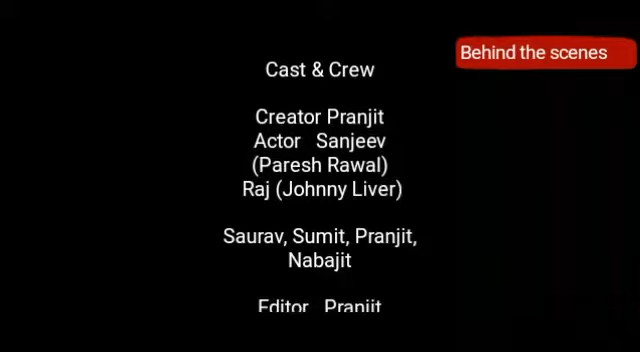 Behind the scenes
Cast & Crew
Creator Pranjit
Actor Sanjeev
(Paresh Rawal)
Raj (Johnny Liver)
Saurav, Sumit, Pranjit,
Nabajit
Editor Pranjit